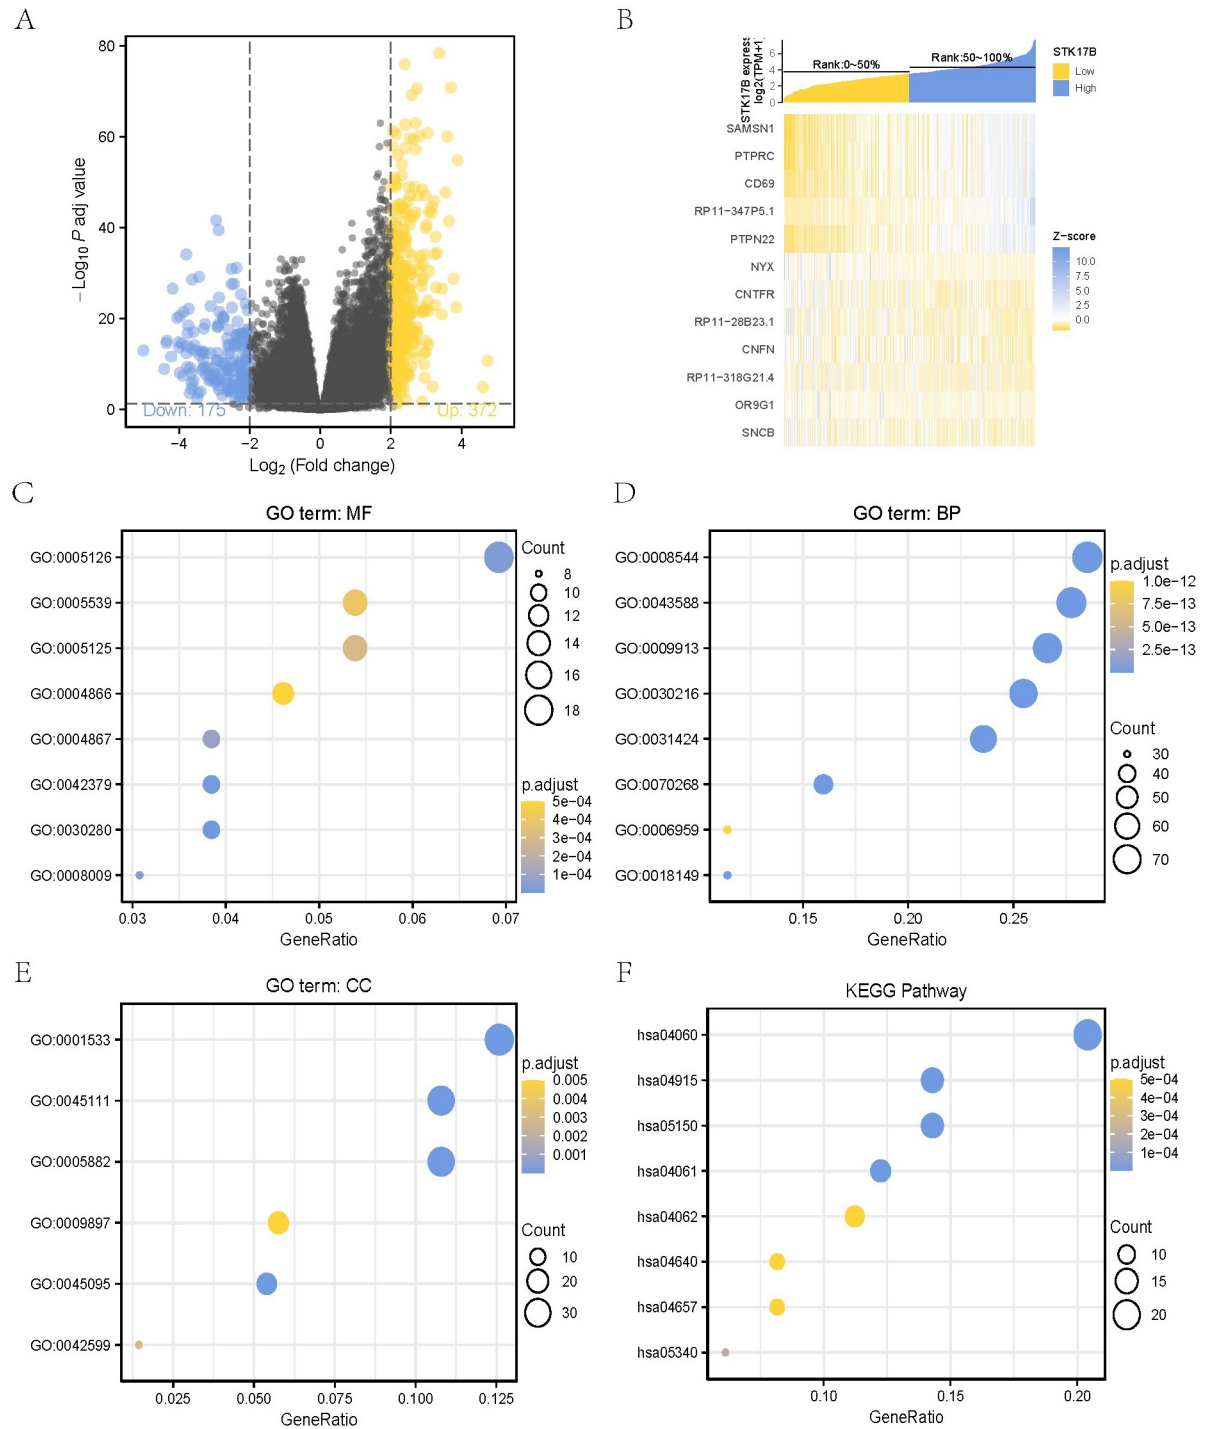 A
80
60
40
20
0
−Log10 P adj value
Down: 175
Up: 372
−4
−2
0
2
4
Log2 (Fold change)
B
STK17B express
log2(TPM+1)
6
4
2
0
Rank:0~50%
Rank:50~100%
STK17B
Low
High
SAMSN1
PTPRC
CD69
RP11−347P5.1
PTPN22
NYX
CNTFR
RP11−28B23.1
CNFN
RP11−318G21.4
OR9G1
SNCB
Z−score
10.0
7.5
5.0
2.5
0.0
C
GO term: MF
GO:0005126
GO:0005539
GO:0005125
GO:0004866
GO:0004867
GO:0042379
GO:0030280
GO:0008009
0.03
0.04
0.05
0.06
0.07
GeneRatio
Count
8
10
12
14
16
18
p.adjust
5e−04
4e−04
3e−04
2e−04
1e−04
D
GO term: BP
GO:0008544
GO:0043588
GO:0009913
GO:0030216
GO:0031424
GO:0070268
GO:0006959
GO:0018149
0.15
0.20
0.25
GeneRatio
p.adjust
1.0e−12
7.5e−13
5.0e−13
2.5e−13
Count
30
40
50
60
70
E
GO term: CC
GO:0001533
GO:0045111
GO:0005882
GO:0009897
GO:0045095
GO:0042599
0.025
0.050
0.075
0.100
0.125
GeneRatio
p.adjust
0.005
0.004
0.003
0.002
0.001
Count
10
20
30
F
KEGG Pathway
hsa04060
hsa04915
hsa05150
hsa04061
hsa04062
hsa04640
hsa04657
hsa05340
0.10
0.15
0.20
GeneRatio
p.adjust
5e−04
4e−04
3e−04
2e−04
1e−04
Count
10
15
20